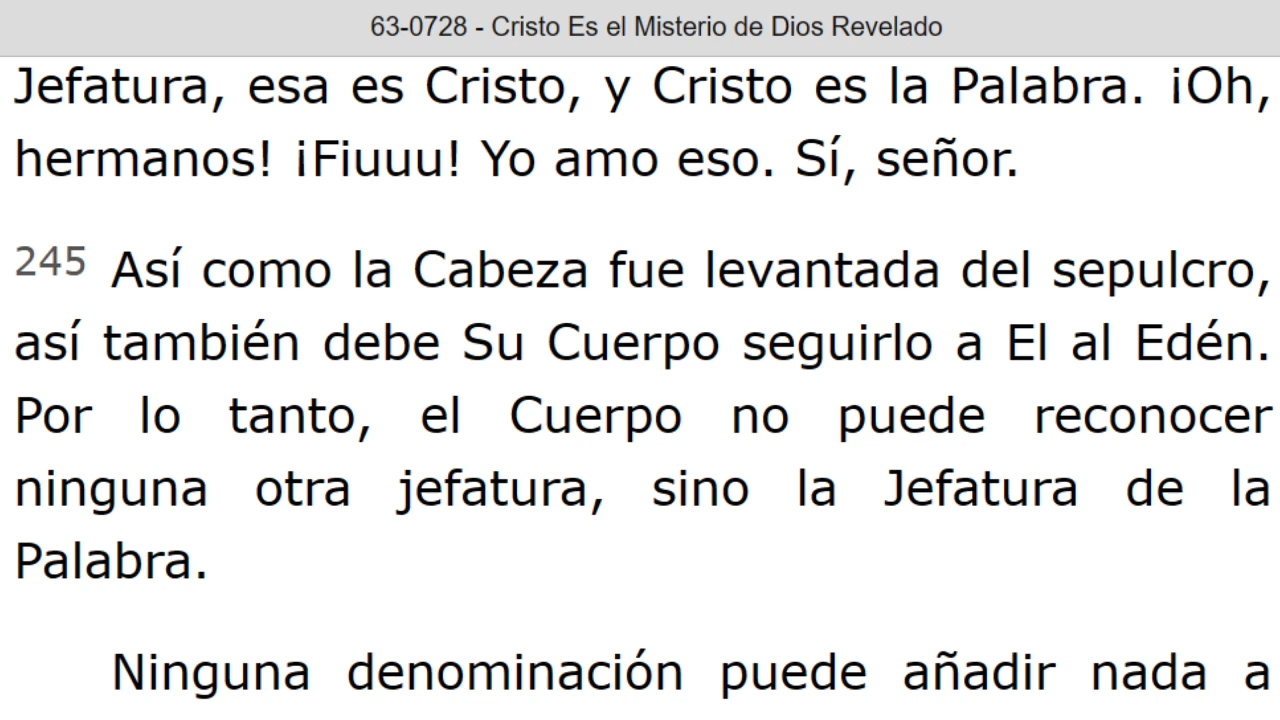 63-0728 - Cristo Es el Misterio de Dios Revelado
Jefatura, esa es Cristo, y Cristo es la Palabra. ¡Oh,
hermanos! ¡Fiuuu! Yo amo eso. Sí, señor.
245 Así como la Cabeza fue levantada del sepulcro,
así también debe Su Cuerpo seguirlo a El al Edén.
Por lo tanto, el Cuerpo no puede reconocer
ninguna otra jefatura, sino la Jefatura de la
Palabra.
Ninguna denominación puede añadir nada a